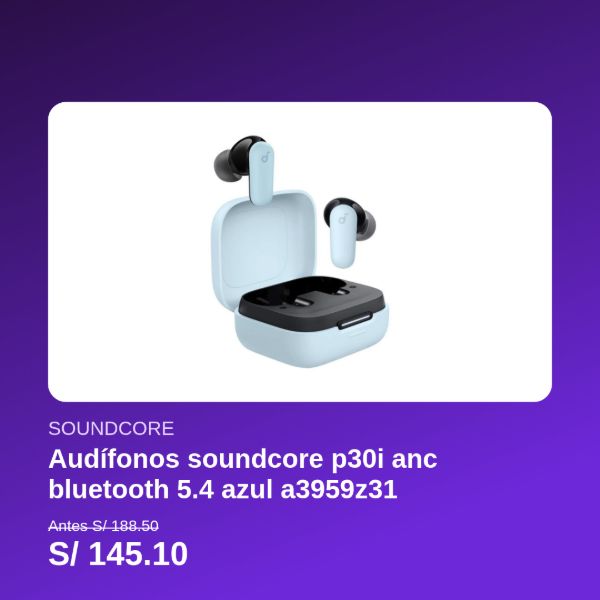 SOUNDCORE
Audífonos soundcore p30i anc
bluetooth 5.4 azul a3959z31
Antes S/ 188.50
S/ 145.10